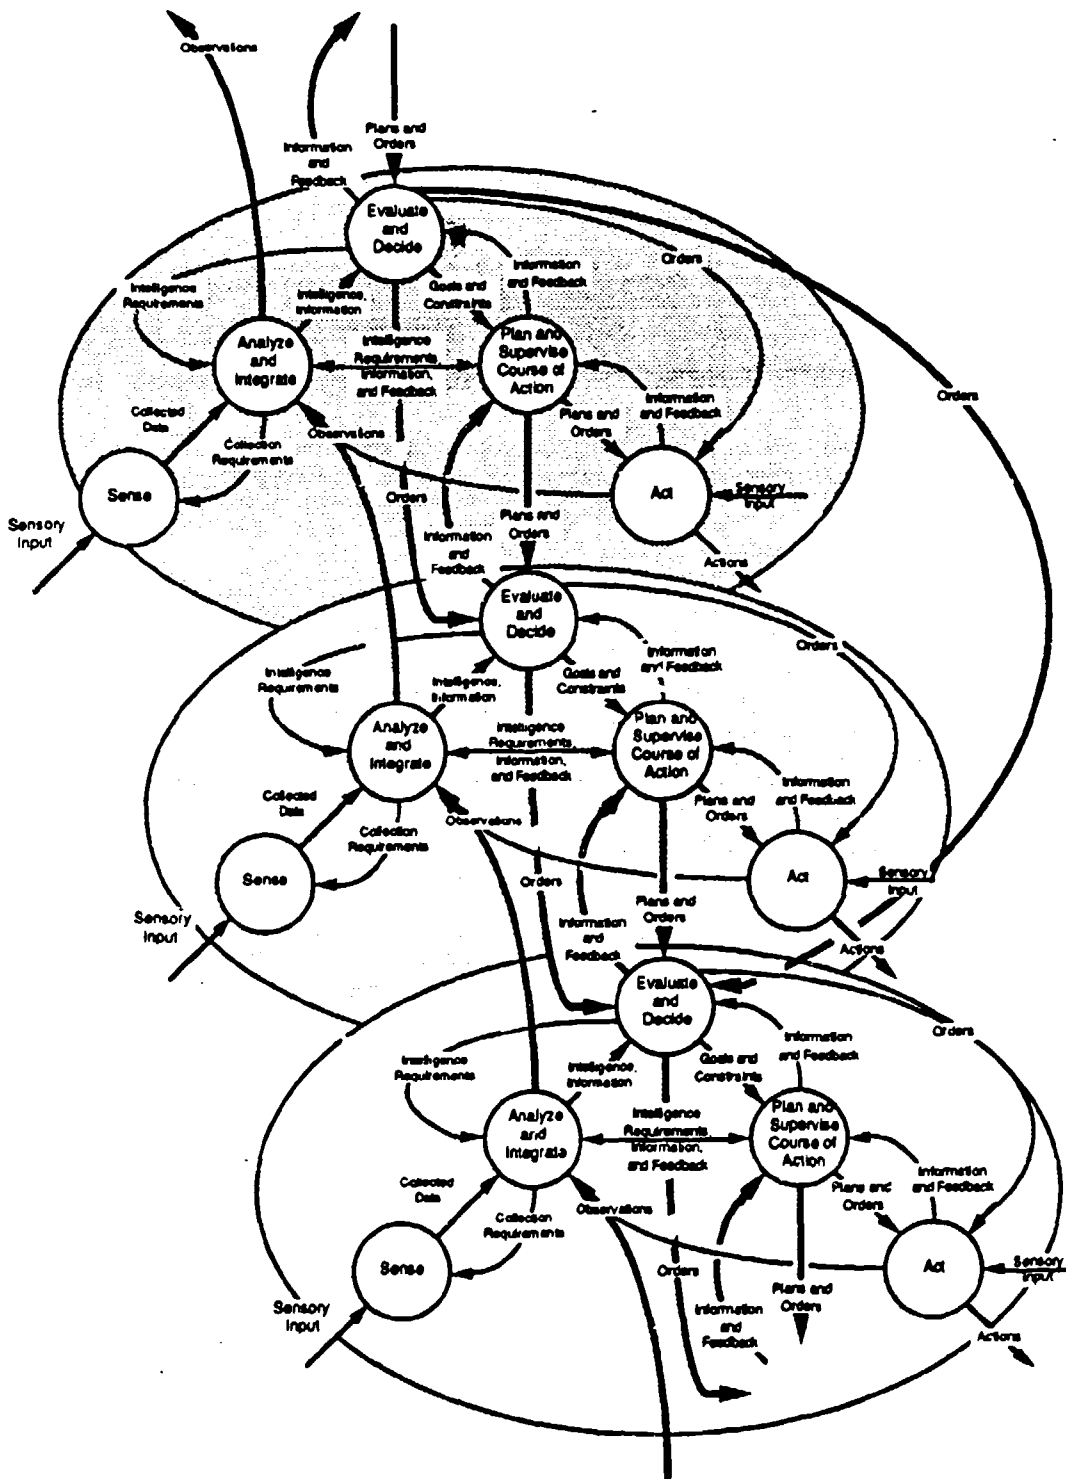 Observations
Plans and
Orders
Information
and
Feedback
Evaluate
and
Decide
Orders
Information
and Feedback
Intelligence
Requirements
Intelligence,
Information
Goals and
Constraints
Analyze
and
Integrate
Intelligence
Requirements
Information,
and Feedback
Plan and
Supervise
Course of
Action
Orders
Collected
Data
Observations
Plans and
Orders
Information
and Feedback
Collection
Requirements
Sense
Act
Sensory
Input
Sensory
Input
Orders
Plans and
Orders
Information
and
Feedback
Actions
Evaluate
and
Decide
Orders
Information
and Feedback
Intelligence
Requirements
Intelligence,
Information
Goals and
Constraints
Analyze
and
Integrate
Intelligence
Requirements
Information,
and Feedback
Plan and
Supervise
Course of
Action
Collected
Data
Observations
Plans and
Orders
Information
and Feedback
Collection
Requirements
Sense
Act
Sensory
Input
Orders
Plans and
Orders
Sensory
Input
Information
and
Feedback
Actions
Evaluate
and
Decide
Orders
Information
and Feedback
Intelligence
Requirements
Intelligence,
Information
Goals and
Constraints
Analyze
and
Integrate
Intelligence
Requirements
Information,
and Feedback
Plan and
Supervise
Course of
Action
Collected
Data
Observations
Plans and
Orders
Information
and Feedback
Collection
Requirements
Sense
Act
Sensory
Input
Orders
Plans and
Orders
Sensory
Input
Information
and
Feedback
Actions